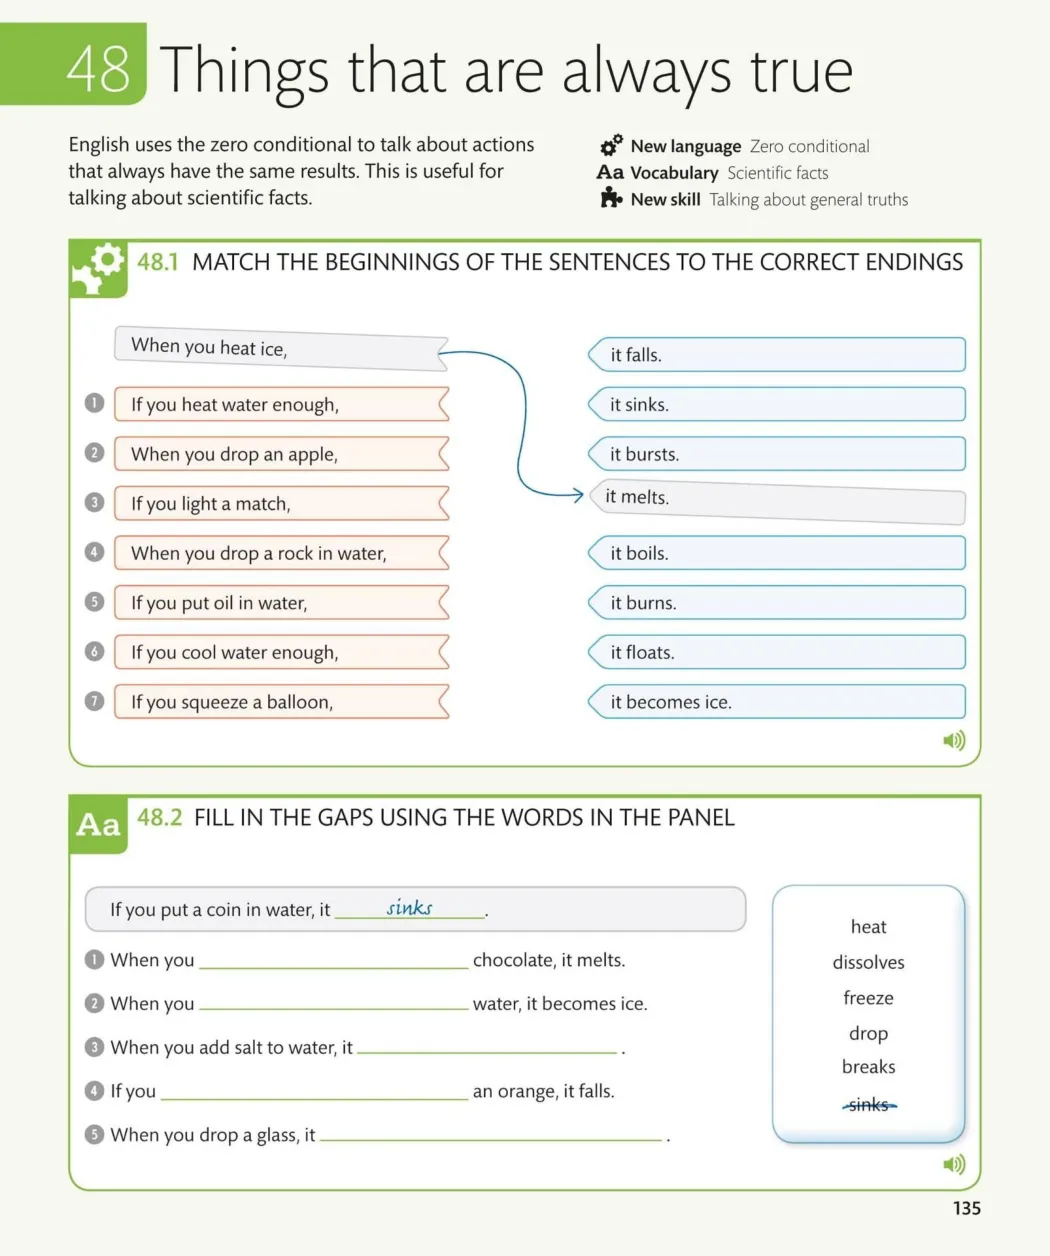 48 Things that are always true
English uses the zero conditional to talk about actions
that always have the same results. This is useful for
talking about scientific facts.
New language Zero conditional
Aa Vocabulary Scientific facts
New skill Talking about general truths
48.1 MATCH THE BEGINNINGS OF THE SENTENCES TO THE CORRECT ENDINGS
When you heat ice,
1 If you heat water enough,
2 When you drop an apple,
3 If you light a match,
4 When you drop a rock in water,
5 If you put oil in water,
6 If you cool water enough,
7 If you squeeze a balloon,
it falls.
it sinks.
it bursts.
it melts.
it boils.
it burns.
it floats.
it becomes ice.
Aa 48.2 FILL IN THE GAPS USING THE WORDS IN THE PANEL
If you put a coin in water, it sinks.
1 When you ____ chocolate, it melts.
2 When you ____ water, it becomes ice.
3 When you add salt to water, it ____ .
4 If you ____ an orange, it falls.
5 When you drop a glass, it ____ .
heat
dissolves
freeze
drop
breaks
sinks
135